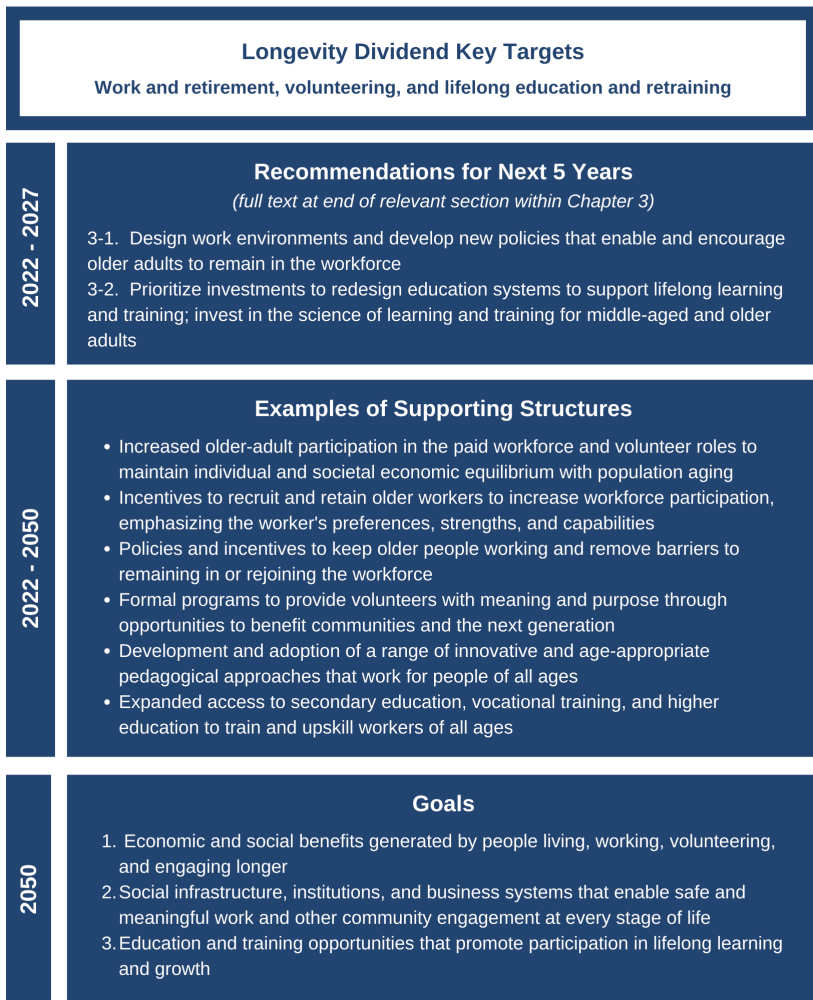 Longevity Dividend Key Targets
Work and retirement, volunteering, and lifelong education and retraining
2022 - 2027
Recommendations for Next 5 Years
(full text at end of relevant section within Chapter 3)
3-1.  Design work environments and develop new policies that enable and encourage
older adults to remain in the workforce
3-2.  Prioritize investments to redesign education systems to support lifelong learning
and training; invest in the science of learning and training for middle-aged and older
adults
2022 - 2050
Examples of Supporting Structures
• Increased older-adult participation in the paid workforce and volunteer roles to
maintain individual and societal economic equilibrium with population aging
• Incentives to recruit and retain older workers to increase workforce participation,
emphasizing the worker's preferences, strengths, and capabilities
• Policies and incentives to keep older people working and remove barriers to
remaining in or rejoining the workforce
• Formal programs to provide volunteers with meaning and purpose through
opportunities to benefit communities and the next generation
• Development and adoption of a range of innovative and age-appropriate
pedagogical approaches that work for people of all ages
• Expanded access to secondary education, vocational training, and higher
education to train and upskill workers of all ages
2050
Goals
1. Economic and social benefits generated by people living, working, volunteering,
and engaging longer
2. Social infrastructure, institutions, and business systems that enable safe and
meaningful work and other community engagement at every stage of life
3. Education and training opportunities that promote participation in lifelong learning
and growth